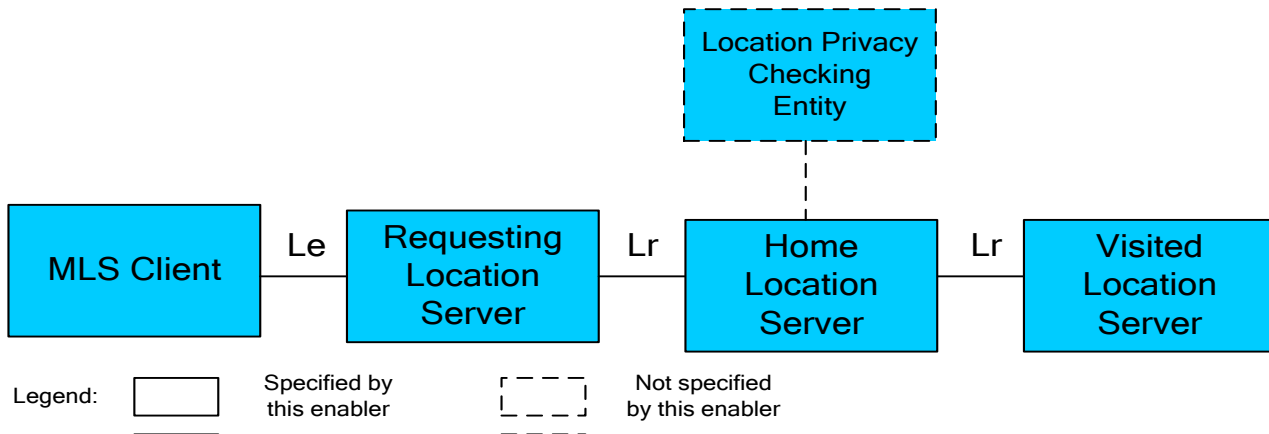 Location Privacy
Checking
Entity
MLS Client
Le
Requesting
Location
Server
Lr
Home
Location
Server
Lr
Visited
Location
Server
Legend:
Specified by
this enabler
Not specified
by this enabler